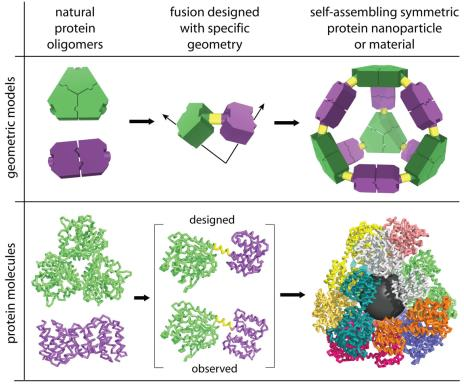 natural
protein
oligomers
fusion designed
with specific
geometry
self-assembling symmetric
protein nanoparticle
or material
geometric models
protein molecules
designed
observed